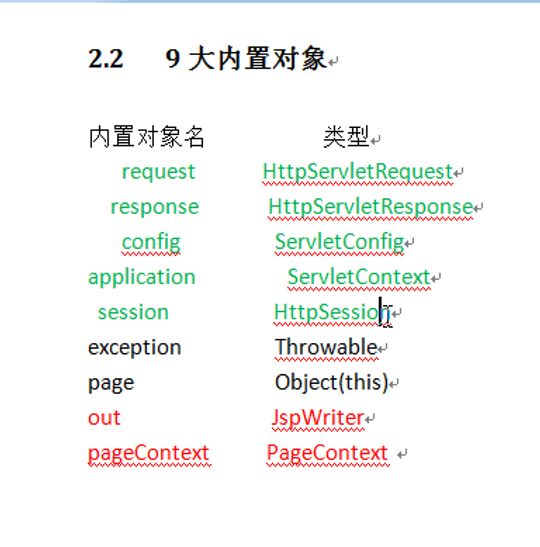 2.2 9 大内置对象
内置对象名 类型
request HttpServletRequest
response HttpServletResponse
config ServletConfig
application ServletContext
session HttpSession
exception Throwable
page Object(this)
out JspWriter
pageContext PageContext